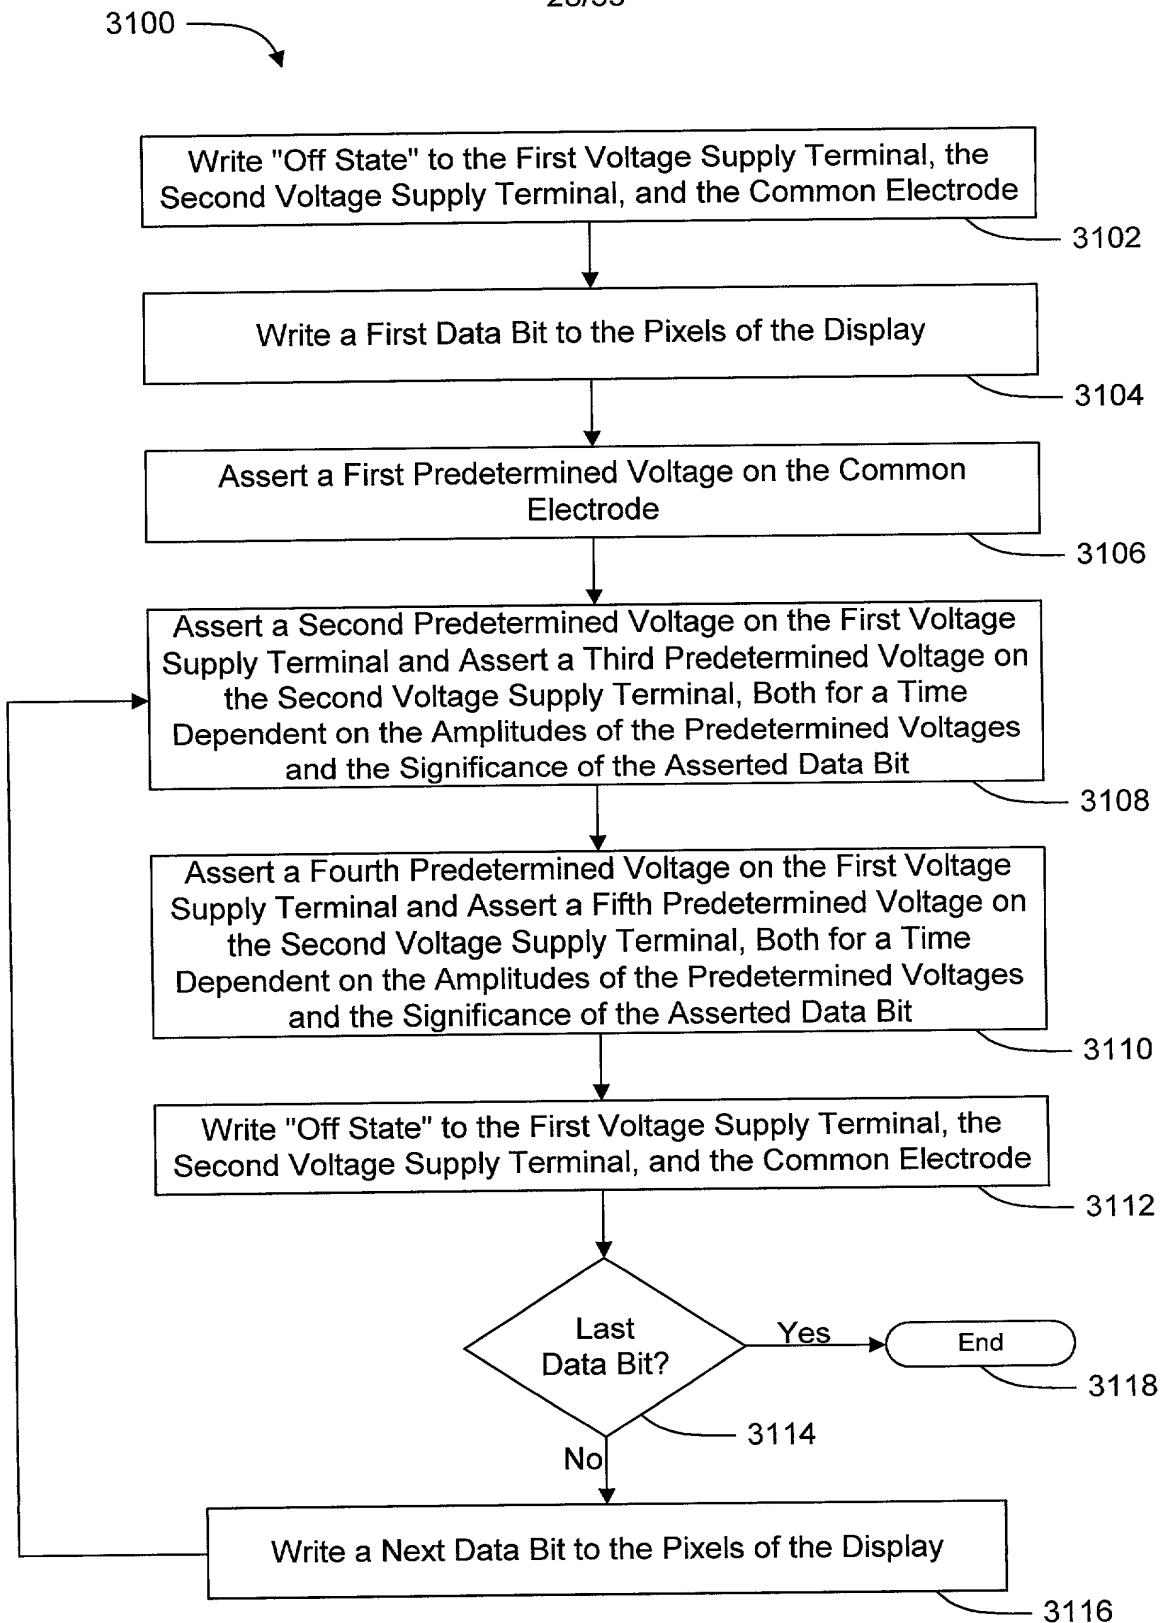 3100
Write "Off State" to the First Voltage Supply Terminal, the
Second Voltage Supply Terminal, and the Common Electrode
3102
Write a First Data Bit to the Pixels of the Display
3104
Assert a First Predetermined Voltage on the Common
Electrode
3106
Assert a Second Predetermined Voltage on the First Voltage
Supply Terminal and Assert a Third Predetermined Voltage on
the Second Voltage Supply Terminal, Both for a Time
Dependent on the Amplitudes of the Predetermined Voltages
and the Significance of the Asserted Data Bit
3108
Assert a Fourth Predetermined Voltage on the First Voltage
Supply Terminal and Assert a Fifth Predetermined Voltage on
the Second Voltage Supply Terminal, Both for a Time
Dependent on the Amplitudes of the Predetermined Voltages
and the Significance of the Asserted Data Bit
3110
Write "Off State" to the First Voltage Supply Terminal, the
Second Voltage Supply Terminal, and the Common Electrode
3112
Last
Data Bit?
Yes
End
3118
3114
No
Write a Next Data Bit to the Pixels of the Display
3116